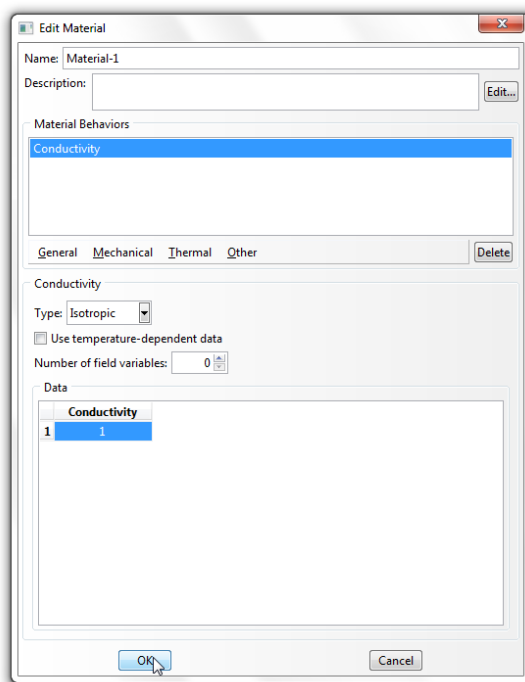 Edit Material
Name: Material-1
Description:
Edit...
Material Behaviors
Conductivity
General Mechanical Thermal Other Delete
Conductivity
Type: Isotropic
Use temperature-dependent data
Number of field variables: 0
Data
Conductivity
1 1
OK Cancel